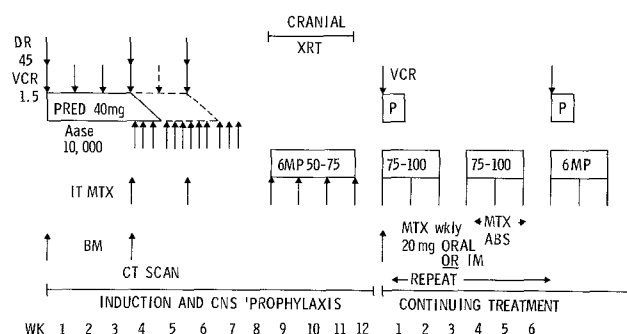 CRANIAL
XRT
DR
45
VCR
1.5
VCR
PRED 40mg
P
P
Aase
10,000
6MP 50-75
75-100
75-100
6MP
IT MTX
MTX wkly
20mg ORAL
OR IM
MTX
ABS
BM
CT SCAN
REPEAT
INDUCTION AND CNS 'PROPHYLAXIS
CONTINUING TREATMENT
WK 1 2 3 4 5 6 7 8 9 10 11 12 1 2 3 4 5 6